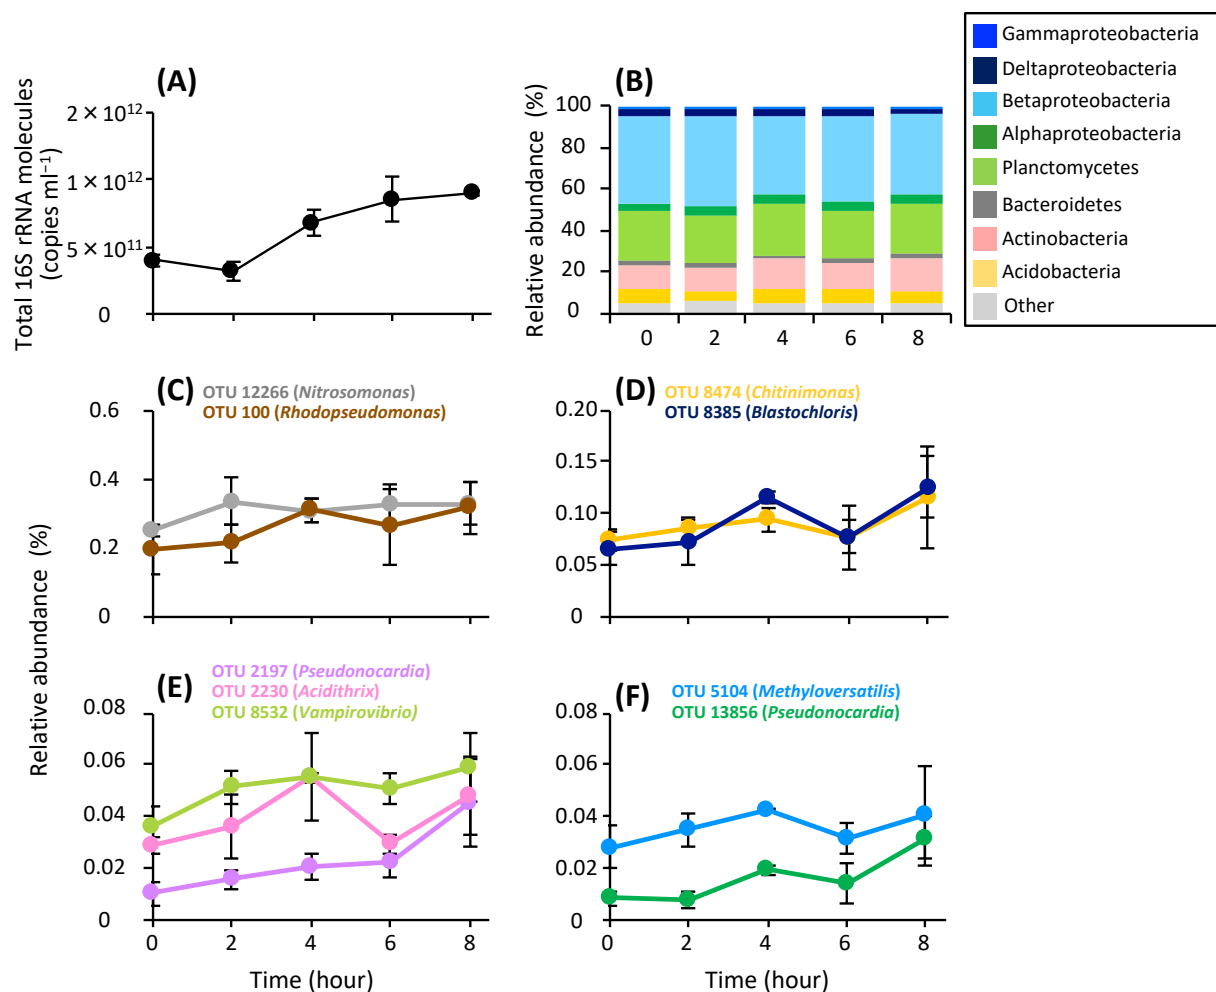 Gammaproteobacteria
Deltaproteobacteria
Betaproteobacteria
Alphaproteobacteria
Planctomycetes
Bacteroidetes
Actinobacteria
Acidobacteria
Other
(A)
Total 16S rRNA molecules
(copies ml⁻¹)
2 × 10¹²
1 × 10¹²
5 × 10¹¹
0
(B)
Relative abundance (%)
100
80
60
40
20
0
0 2 4 6 8
(C)
OTU 12266 (Nitrosomonas)
OTU 100 (Rhodopseudomonas)
0.6
0.4
0.2
0
(D)
OTU 8474 (Chitinimonas)
OTU 8385 (Blastochloris)
0.20
0.15
0.10
0.05
0
Relative abundance (%)
(E)
OTU 2197 (Pseudonocardia)
OTU 2230 (Acidithrix)
OTU 8532 (Vampirovibrio)
0.08
0.06
0.04
0.02
0
0 2 4 6 8
Time (hour)
(F)
OTU 5104 (Methyloversatilis)
OTU 13856 (Pseudonocardia)
0.08
0.06
0.04
0.02
0
0 2 4 6 8
Time (hour)